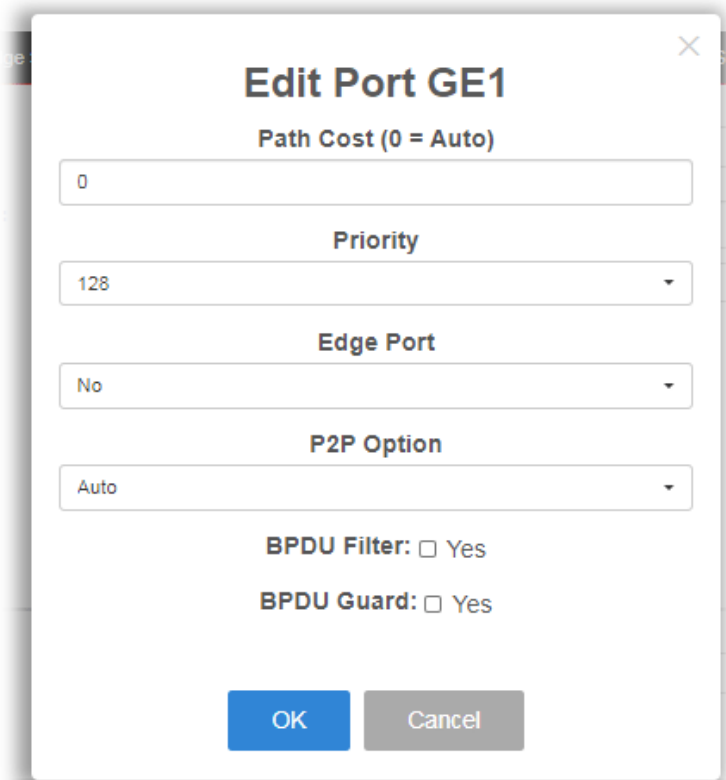 Edit Port GE1
Path Cost (0 = Auto)
0
Priority
128
Edge Port
No
P2P Option
Auto
BPDU Filter: Yes
BPDU Guard: Yes
OK Cancel